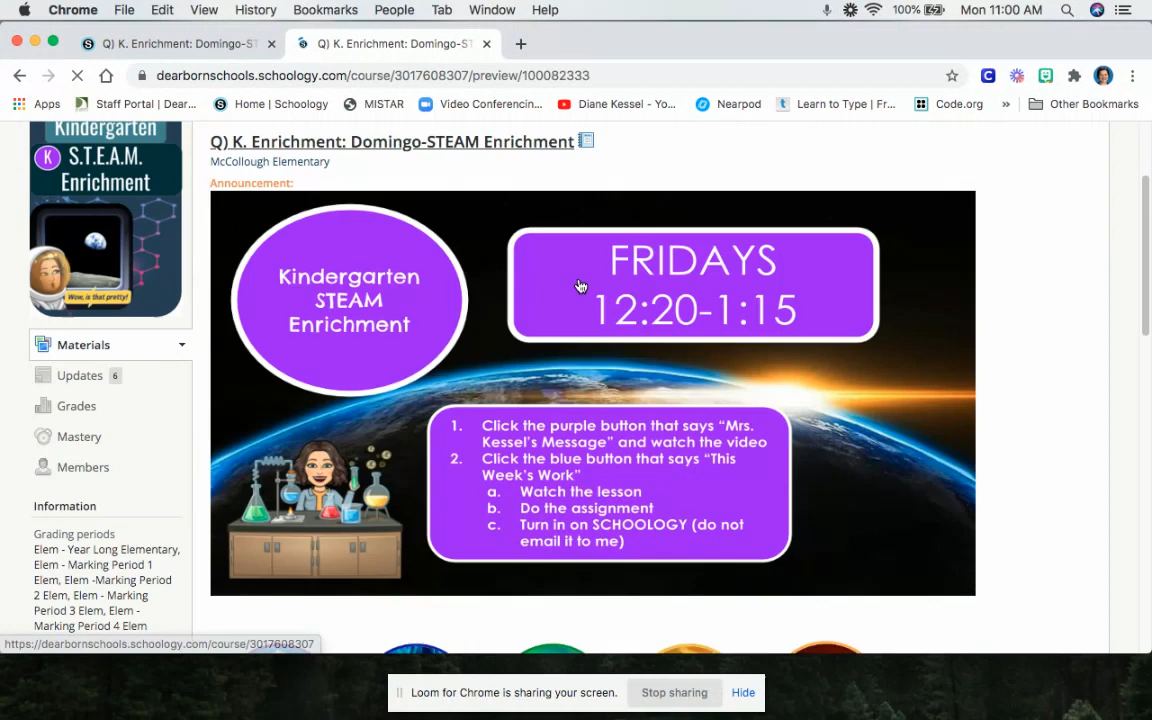 Chrome File Edit View History Bookmarks People Tab Window Help 100% Mon 11:00 AM
Q) K. Enrichment: Domingo-ST
Q) K. Enrichment: Domingo-ST
dearbornschools.schoology.com/course/3017608307/preview/100082333
Apps Staff Portal | Dear... Home | Schoology MISTAR Video Conferencin... Diane Kessel - Yo... Nearpod Learn to Type | Fr... Code.org » Other Bookmarks
Kindergarten
K S.T.E.A.M.
Enrichment
Wow, is that pretty!
Q) K. Enrichment: Domingo-STEAM Enrichment
McCollough Elementary
Announcement:
Kindergarten
STEAM
Enrichment
FRIDAYS
12:20-1:15
1. Click the purple button that says “Mrs.
Kessel’s Message” and watch the video
2. Click the blue button that says “This
Week’s Work”
a. Watch the lesson
b. Do the assignment
c. Turn in on SCHOOLOGY (do not
email it to me)
Materials
Updates 6
Grades
Mastery
Members
Information
Grading periods
Elem - Year Long Elementary,
Elem - Marking Period 1
Elem, Elem -Marking Period
2 Elem, Elem - Marking
Period 3 Elem, Elem -
Marking Period 4 Elem
https://dearbornschools.schoology.com/course/3017608307
Loom for Chrome is sharing your screen. Stop sharing Hide